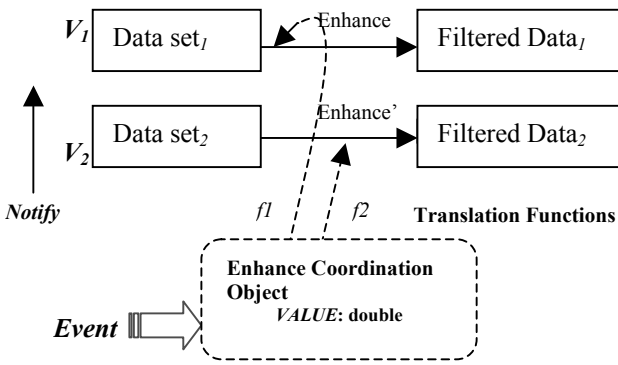 V1 Data set1 Enhance Filtered Data1
V2 Data set2 Enhance’ Filtered Data2
Notify f1 f2 Translation Functions
Enhance Coordination
Object
VALUE: double
Event